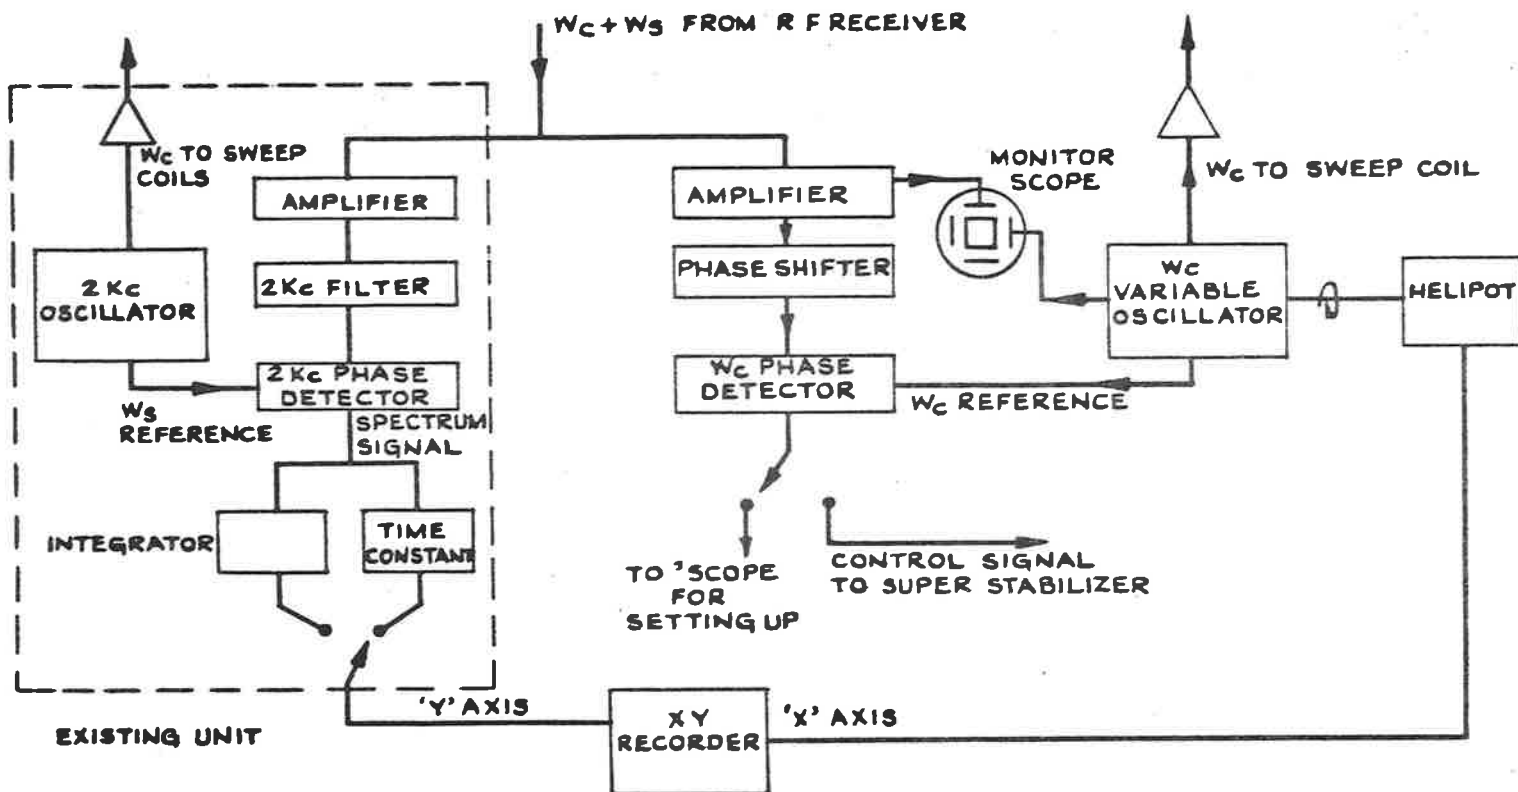 Wc + Ws FROM R F RECEIVER
Wc TO SWEEP
COILS
AMPLIFIER
2 Kc
OSCILLATOR
2Kc FILTER
2 Kc PHASE
DETECTOR
Ws
REFERENCE
SPECTRUM
SIGNAL
INTEGRATOR
TIME
CONSTANT
EXISTING UNIT
AMPLIFIER
MONITOR
SCOPE
Wc TO SWEEP COIL
PHASE SHIFTER
Wc
VARIABLE
OSCILLATOR
HELIPOT
Wc PHASE
DETECTOR
Wc REFERENCE
TO 'SCOPE
FOR
SETTING UP
CONTROL SIGNAL
TO SUPER STABILIZER
'Y' AXIS
XY
RECORDER
'X' AXIS